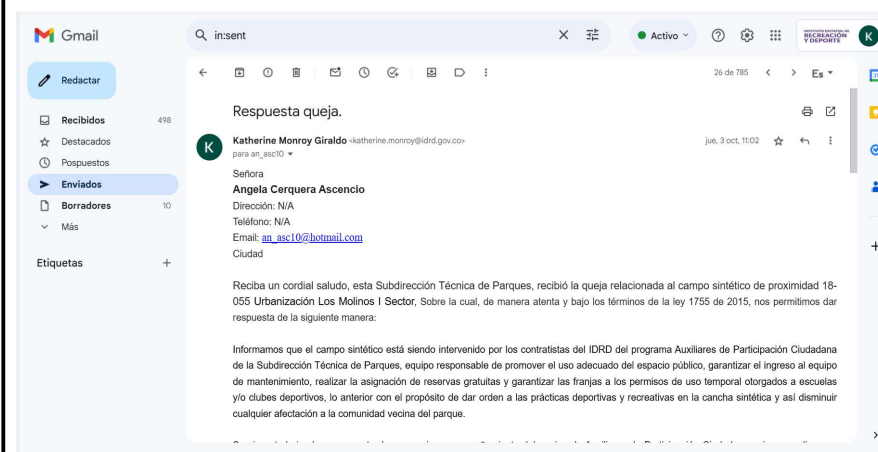 Gmail
in:sent
Activo
INSTITUTO DISTRITAL DE
RECREACIÓN
Y DEPORTE
K
Redactar
26 de 785
Es
Recibidos 498
Destacados
Pospuestos
Enviados
Borradores 10
Más
Etiquetas
Respuesta queja.
K
Katherine Monroy Giraldo <katherine.monroy@idrd.gov.co>
jue, 3 oct, 11:02
para an_asc10
Señora
Angela Cerquera Ascencio
Dirección: N/A
Teléfono: N/A
Email: an_asc10@hotmail.com
Ciudad
Reciba un cordial saludo, esta Subdirección Técnica de Parques, recibió la queja relacionada al campo sintético de proximidad 18-
055 Urbanización Los Molinos I Sector, Sobre la cual, de manera atenta y bajo los términos de la ley 1755 de 2015, nos permitimos dar
respuesta de la siguiente manera:
Informamos que el campo sintético está siendo intervenido por los contratistas del IDRD del programa Auxiliares de Participación Ciudadana
de la Subdirección Técnica de Parques, equipo responsable de promover el uso adecuado del espacio público, garantizar el ingreso al equipo
de mantenimiento, realizar la asignación de reservas gratuitas y garantizar las franjas a los permisos de uso temporal otorgados a escuelas
y/o clubes deportivos, lo anterior con el propósito de dar orden a las prácticas deportivas y recreativas en la cancha sintética y así disminuir
cualquier afectación a la comunidad vecina del parque.